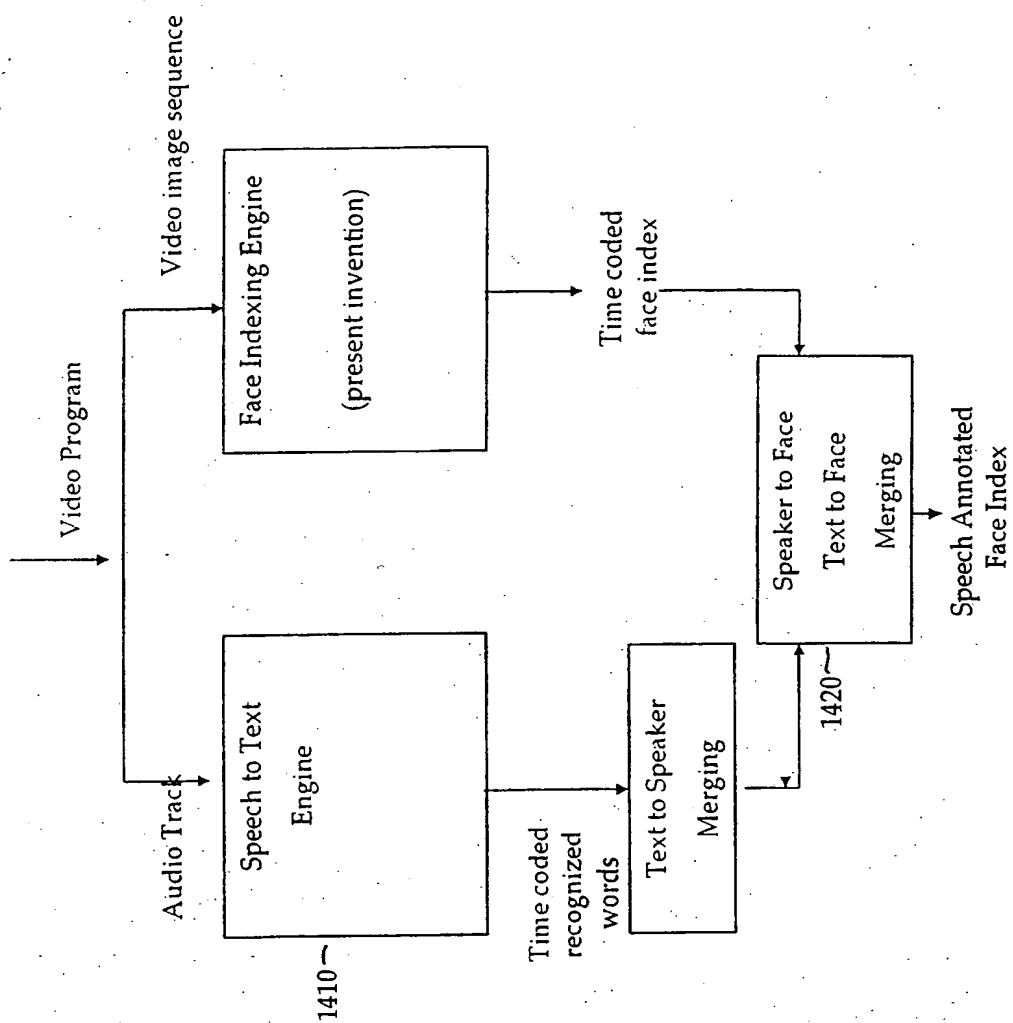 Video Program
Audio Track
Video image sequence
Speech to Text
Engine
1410
Face Indexing Engine
(present invention)
Time coded
recognized
words
Time coded
face index
Text to Speaker
Merging
Speaker to Face
Text to Face
Merging
1420
Speech Annotated
Face Index